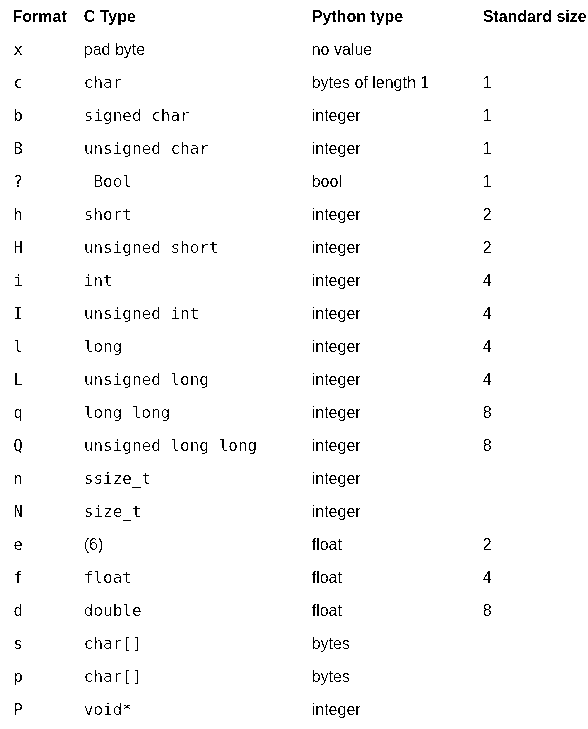 Format C Type Python type Standard size
x pad byte no value
c char bytes of length 1 1
b signed char integer 1
B unsigned char integer 1
? Bool bool 1
h short integer 2
H unsigned short integer 2
i int integer 4
I unsigned int integer 4
l long integer 4
L unsigned long integer 4
q long long integer 8
Q unsigned long long integer 8
n ssize_t integer
N size_t integer
e (6) float 2
f float float 4
d double float 8
s char[] bytes
p char[] bytes
P void* integer